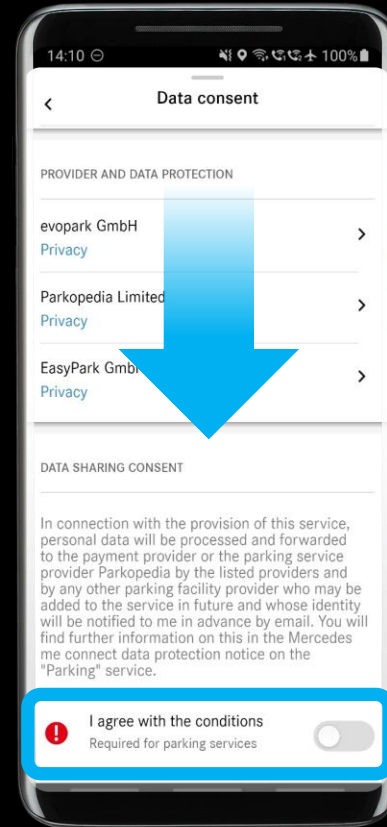 14:10 100%
Data consent
PROVIDER AND DATA PROTECTION
evopark GmbH
Privacy
Parkopedia Limited
Privacy
EasyPark Gmb
Privacy
DATA SHARING CONSENT
In connection with the provision of this service,
personal data will be processed and forwarded
to the payment provider or the parking service
provider Parkopedia by the listed providers and
by any other parking facility provider who may be
added to the service in future and whose identity
will be notified to me in advance by email. You will
find further information on this in the Mercedes
me connect data protection notice on the
"Parking" service.
I agree with the conditions
Required for parking services